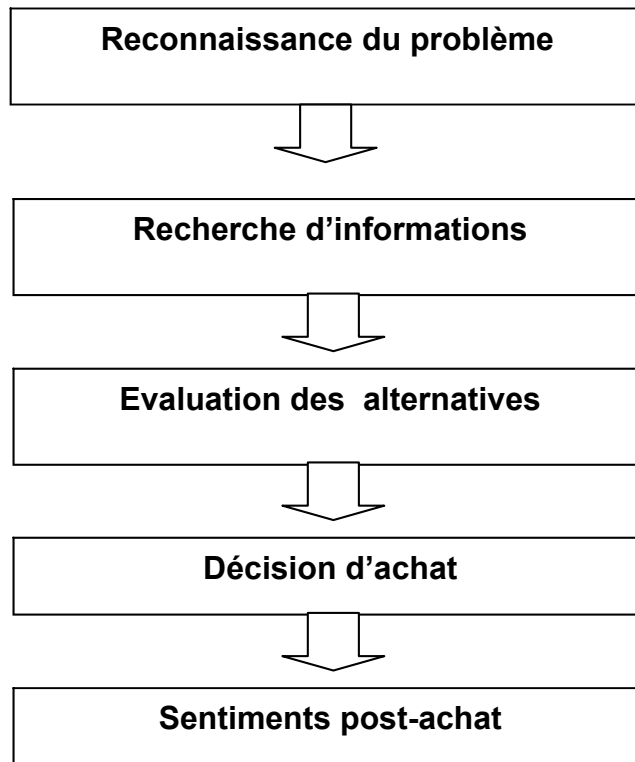 Reconnaissance du problème
Recherche d’informations
Evaluation des  alternatives
Décision d’achat
Sentiments post-achat